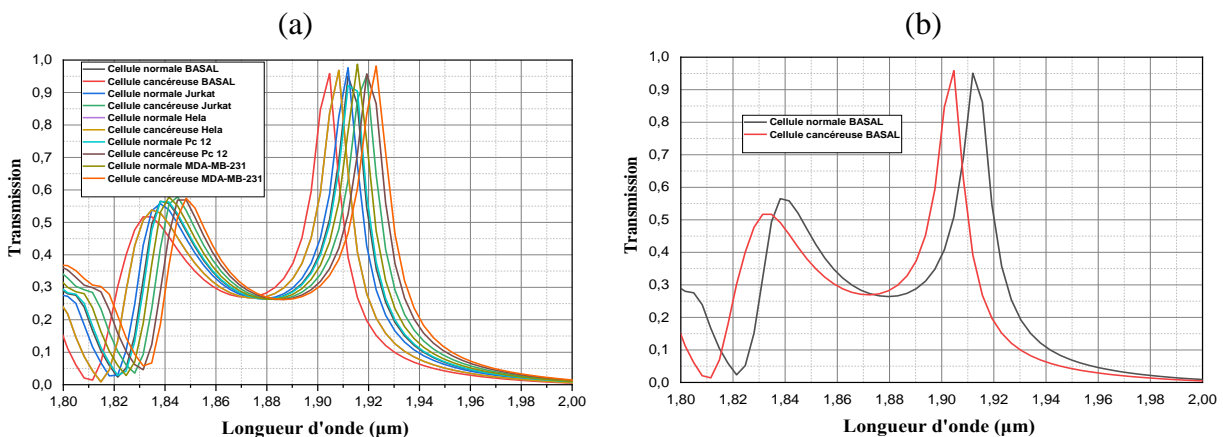 (a)
(b)
Transmission
1,0
0,9
0,8
0,7
0,6
0,5
0,4
0,3
0,2
0,1
0,0
Cellule normale BASAL
Cellule cancéreuse BASAL
Cellule normale Jurkat
Cellule cancéreuse Jurkat
Cellule normale Hela
Cellule cancéreuse Hela
Cellule normale Pc 12
Cellule cancéreuse Pc 12
Cellule normale MDA-MB-231
Cellule cancéreuse MDA-MB-231
1,80 1,82 1,84 1,86 1,88 1,90 1,92 1,94 1,96 1,98 2,00
Longueur d'onde (µm)
Transmission
1,0
0,9
0,8
0,7
0,6
0,5
0,4
0,3
0,2
0,1
0,0
Cellule normale BASAL
Cellule cancéreuse BASAL
1,80 1,82 1,84 1,86 1,88 1,90 1,92 1,94 1,96 1,98 2,00
Longueur d'onde (µm)